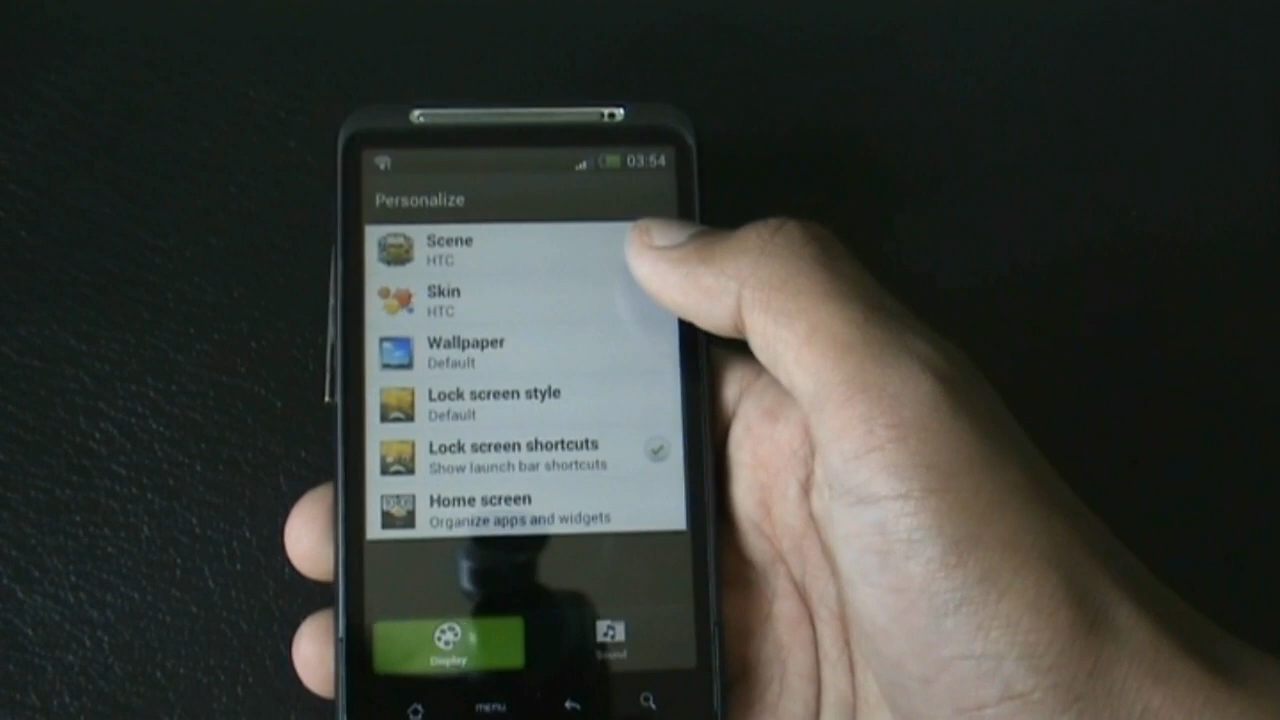 03:54
Personalize
Scene
HTC
Skin
HTC
Wallpaper
Default
Lock screen style
Default
Lock screen shortcuts
Show launch bar shortcuts
Home screen
Organize apps and widgets
Display
Sound
menu